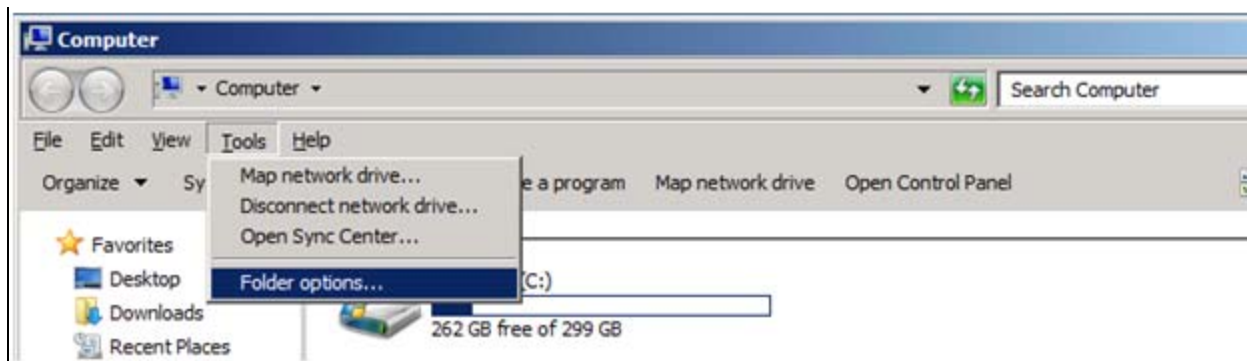 Computer
Computer
Search Computer
File Edit View Tools Help
Organize Sy e a program Map network drive Open Control Panel
Map network drive...
Disconnect network drive...
Open Sync Center...
Folder options...
Favorites
Desktop
Downloads
Recent Places
(C:)
262 GB free of 299 GB